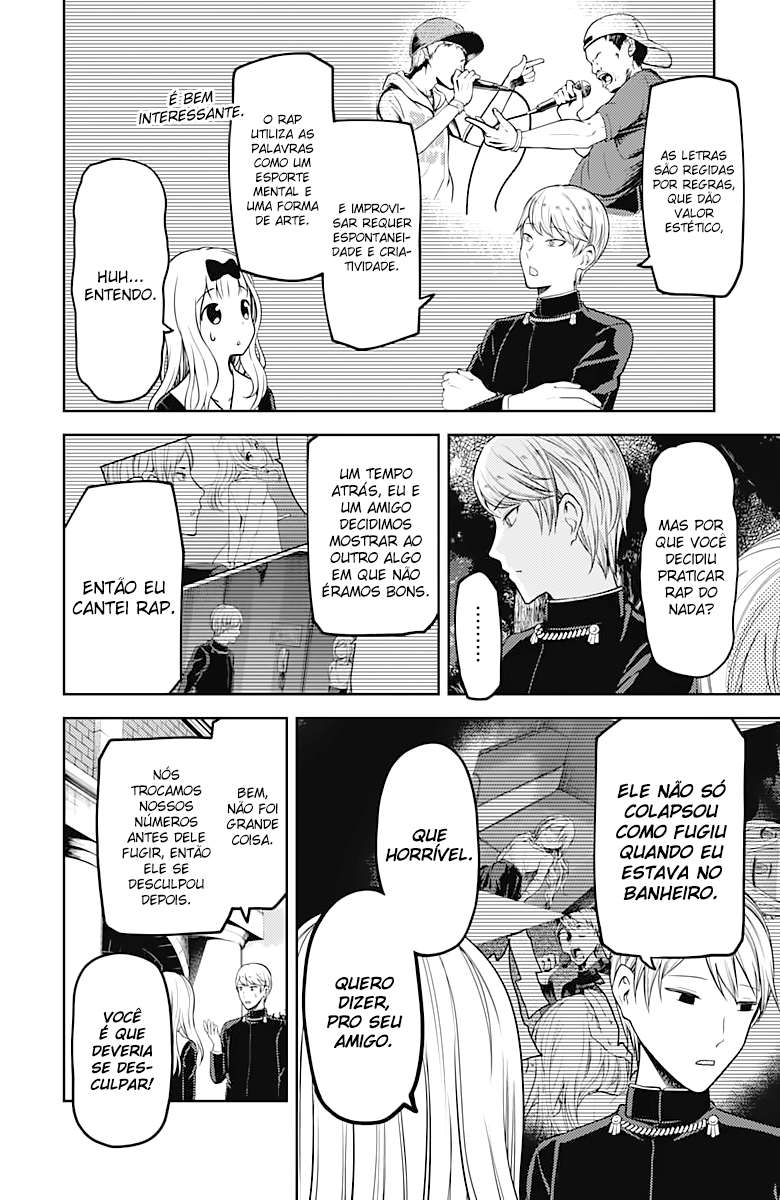 AS LETRAS
SÃO REGIDAS
POR REGRAS,
QUE DÃO
VALOR
ESTÉTICO,
E IMPROVI-
SAR REQUER
ESPONTANEI-
DADE E CRIA-
TIVIDADE.
O RAP
UTILIZA AS
PALAVRAS
COMO UM
ESPORTE
MENTAL E
UMA FORMA
DE ARTE.
É BEM
INTERESSANTE.
HUH...
ENTENDO.
MAS POR
QUE VOCÊ
DECIDIU
PRATICAR
RAP DO
NADA?
........
UM TEMPO
ATRÁS, EU E
UM AMIGO
DECIDIMOS
MOSTRAR AO
OUTRO ALGO
EM QUE NÃO
ÉRAMOS BONS.
ENTÃO EU
CANTEI RAP.
ELE NÃO SÓ
COLAPSOU
COMO FUGIU
QUANDO EU
ESTAVA NO
BANHEIRO.
QUE
HORRÍVEL.
QUERO
DIZER,
PRO SEU
AMIGO.
BEM,
NÃO FOI
GRANDE
COISA.
NÓS
TROCAMOS
NOSSOS
NÚMEROS
ANTES DELE
FUGIR, ENTÃO
ELE SE
DESCULPOU
DEPOIS.
VOCÊ
É QUE
DEVERIA
SE DES-
CULPAR!